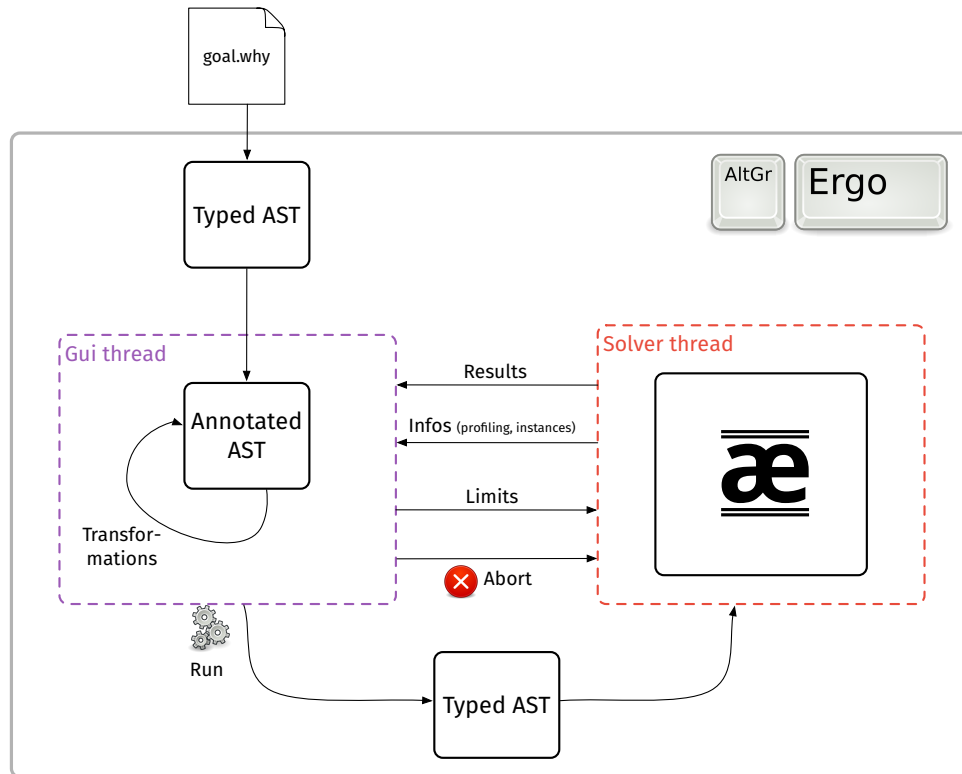 goal.why
Typed AST
AltGr
Ergo
Gui thread
Solver thread
Results
Annotated
AST
Infos (profiling, instances)
æ
Limits
Transfor-
mations
Abort
Run
Typed AST